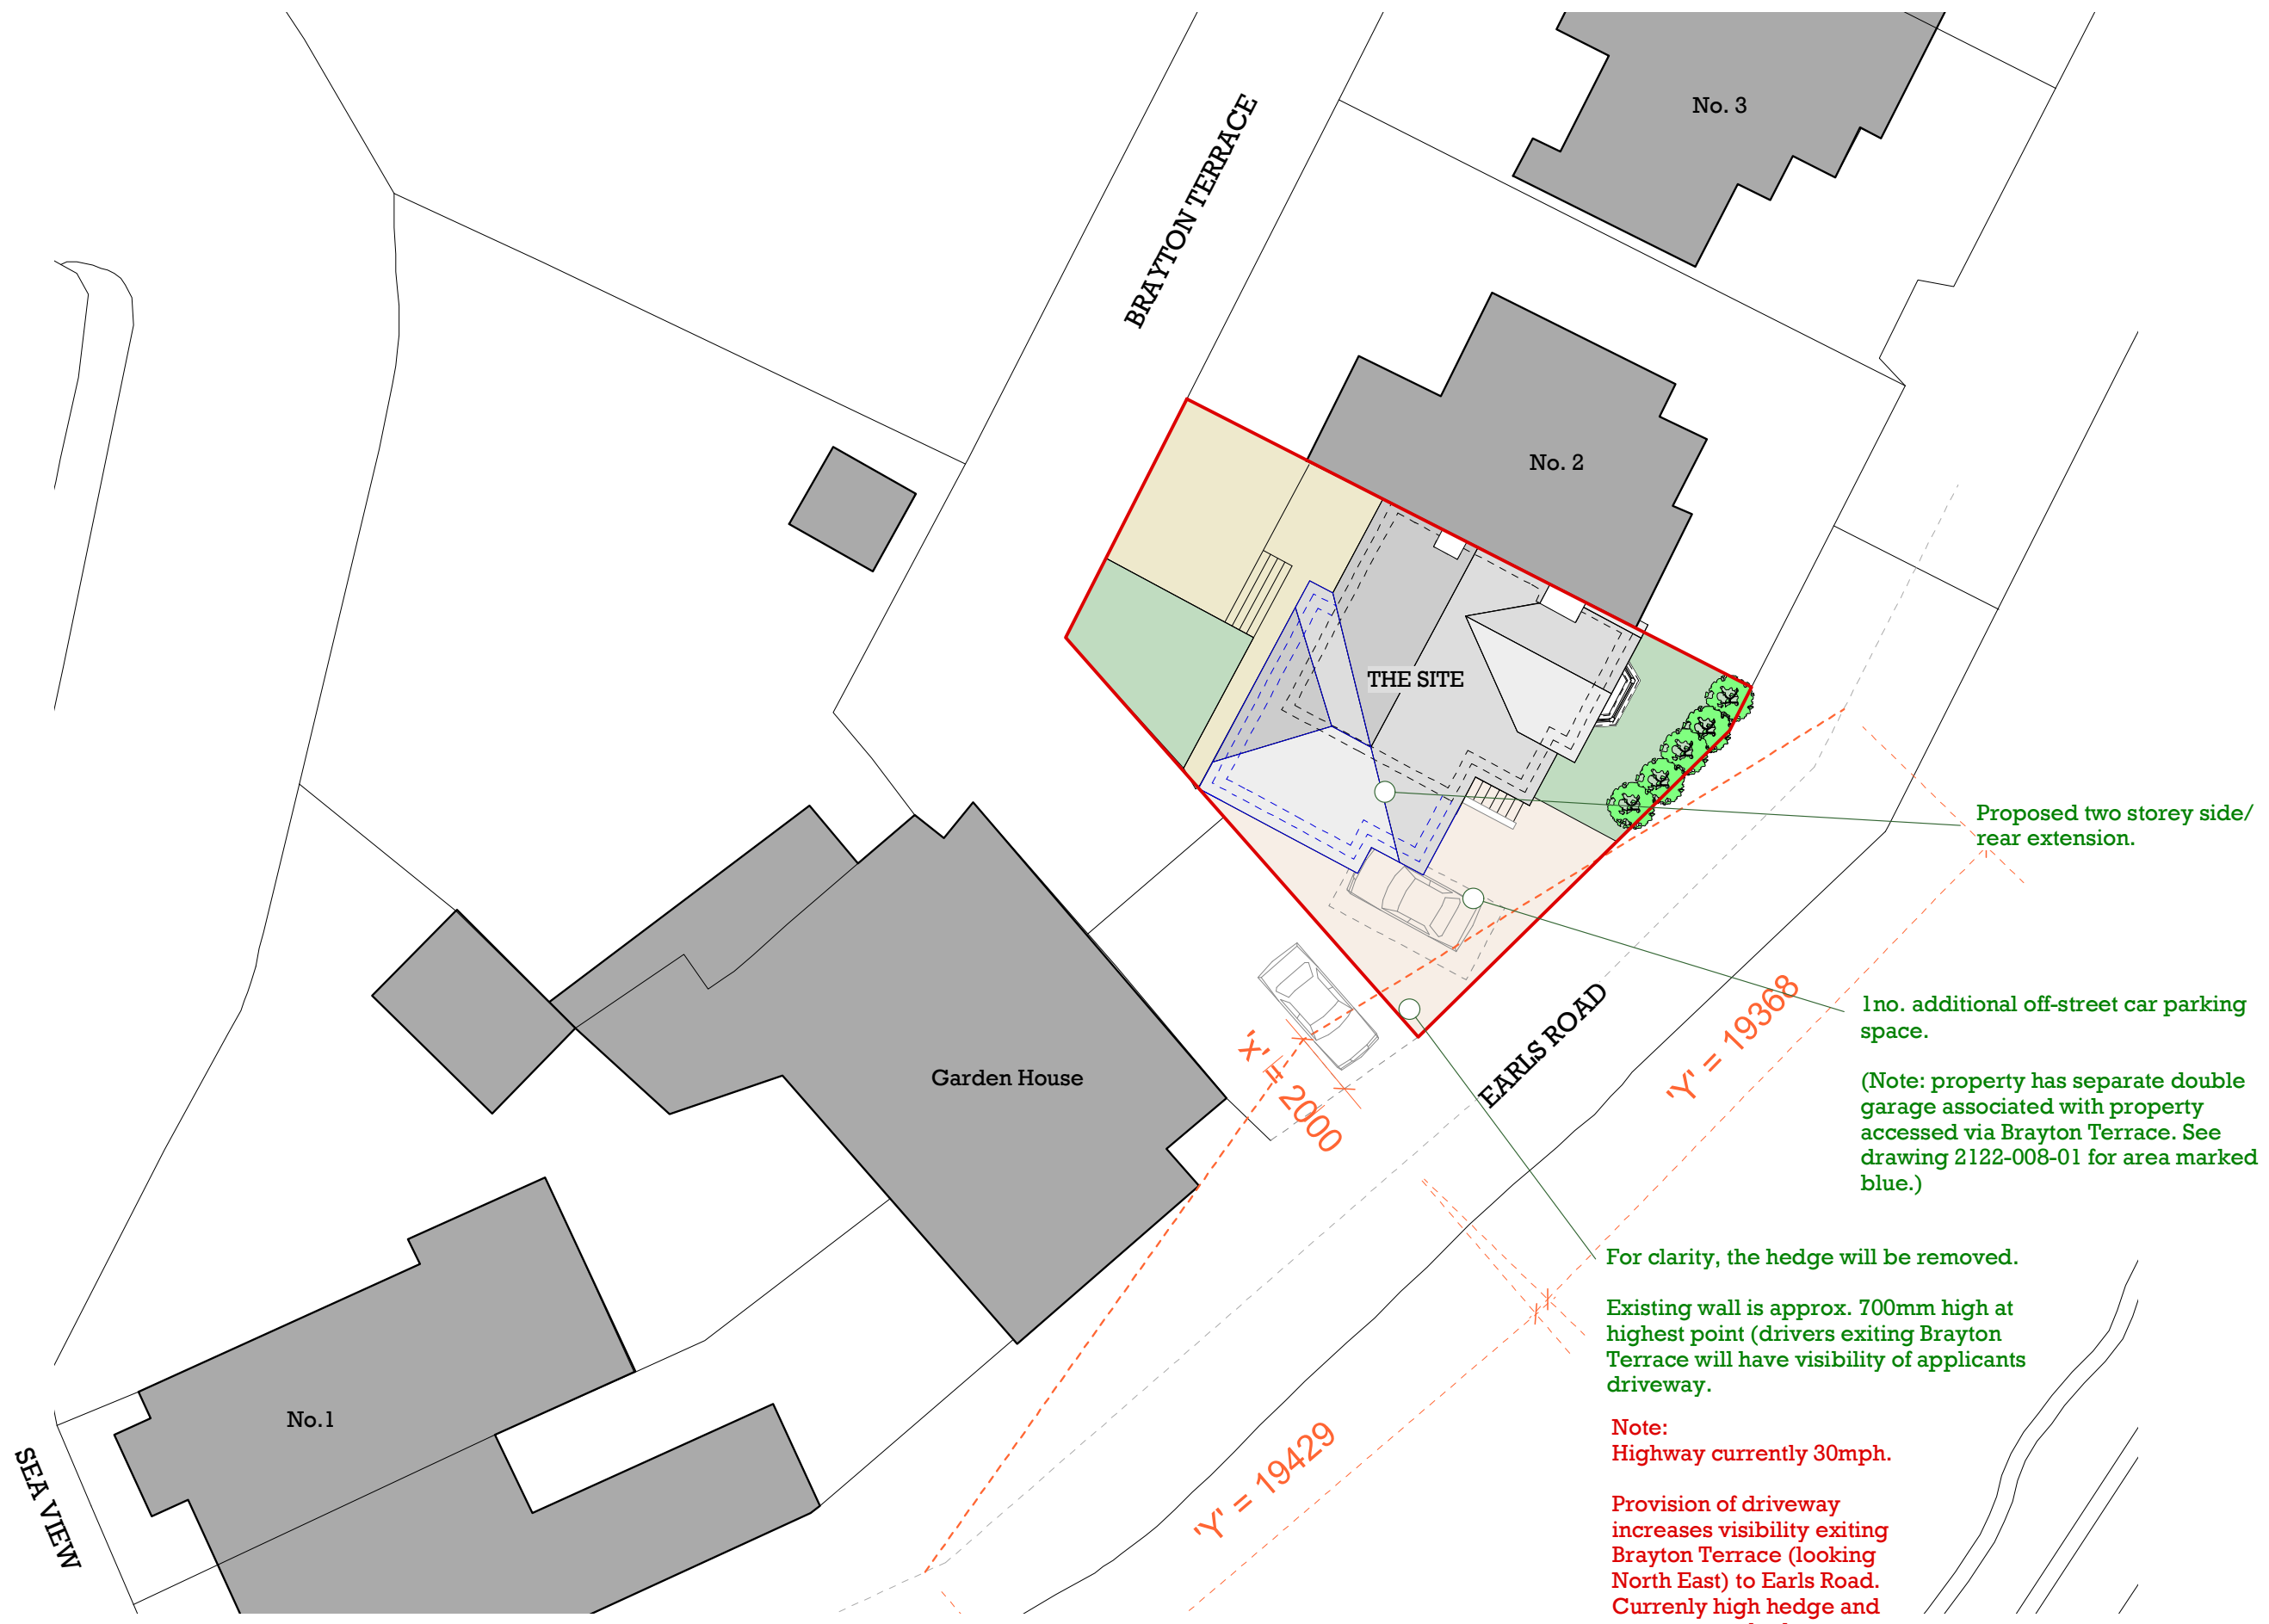 No. 3
BRAYTON TERRACE
No. 2
THE SITE
Proposed two storey side/
rear extension.
1no. additional off-street car parking
space.
(Note: property has separate double
garage associated with property
accessed via Brayton Terrace. See
drawing 2122-008-01 for area marked
blue.)
'Y' = 19368
EARLS ROAD
'x' = 2000
Garden House
For clarity, the hedge will be removed.
Existing wall is approx. 700mm high at
highest point (drivers exiting Brayton
Terrace will have visibility of applicants
driveway.
Note:
Highway currently 30mph.
Provision of driveway
increases visibility exiting
Brayton Terrace (looking
North East) to Earls Road.
Currenly high hedge and
'Y' = 19429
No.1
SEA VIEW